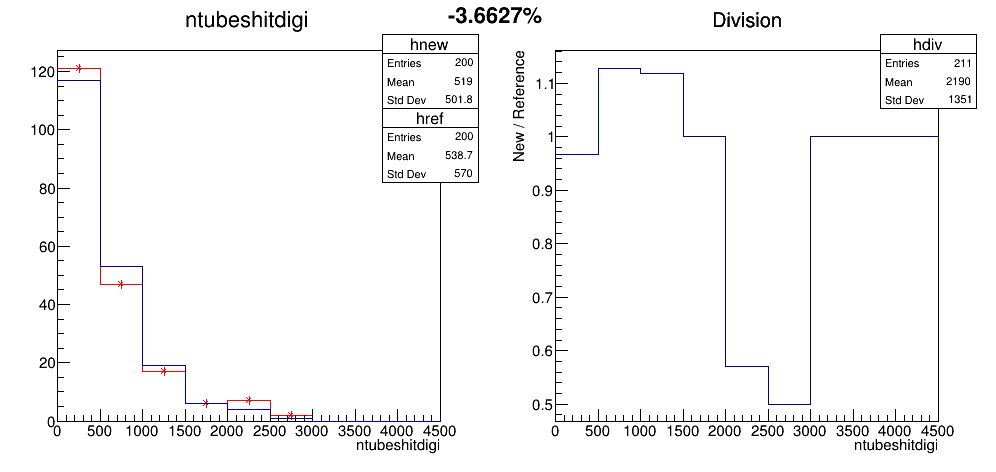 -3.6627%
ntubeshitdigi
hnew
Entries 200
Mean 519
Std Dev 501.8
href
Entries 200
Mean 538.7
Std Dev 570
120
100
80
60
40
20
0
0 500 1000 1500 2000 2500 3000 3500 4000 4500
ntubeshitdigi
Division
hdiv
Entries 211
Mean 2190
Std Dev 1351
New / Reference
1.1
1
0.9
0.8
0.7
0.6
0.5
0 500 1000 1500 2000 2500 3000 3500 4000 4500
ntubeshitdigi